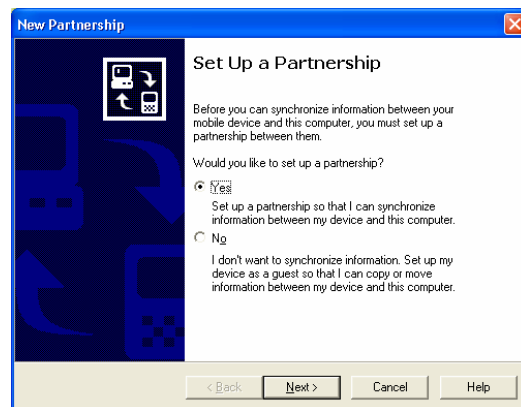 New Partnership
Set Up a Partnership
Before you can synchronize information between your
mobile device and this computer, you must set up a
partnership between them.
Would you like to set up a partnership?
Yes
Set up a partnership so that I can synchronize
information between my device and this computer.
No
I don't want to synchronize information. Set up my
device as a guest so that I can copy or move
information between my device and this computer.
< Back Next > Cancel Help